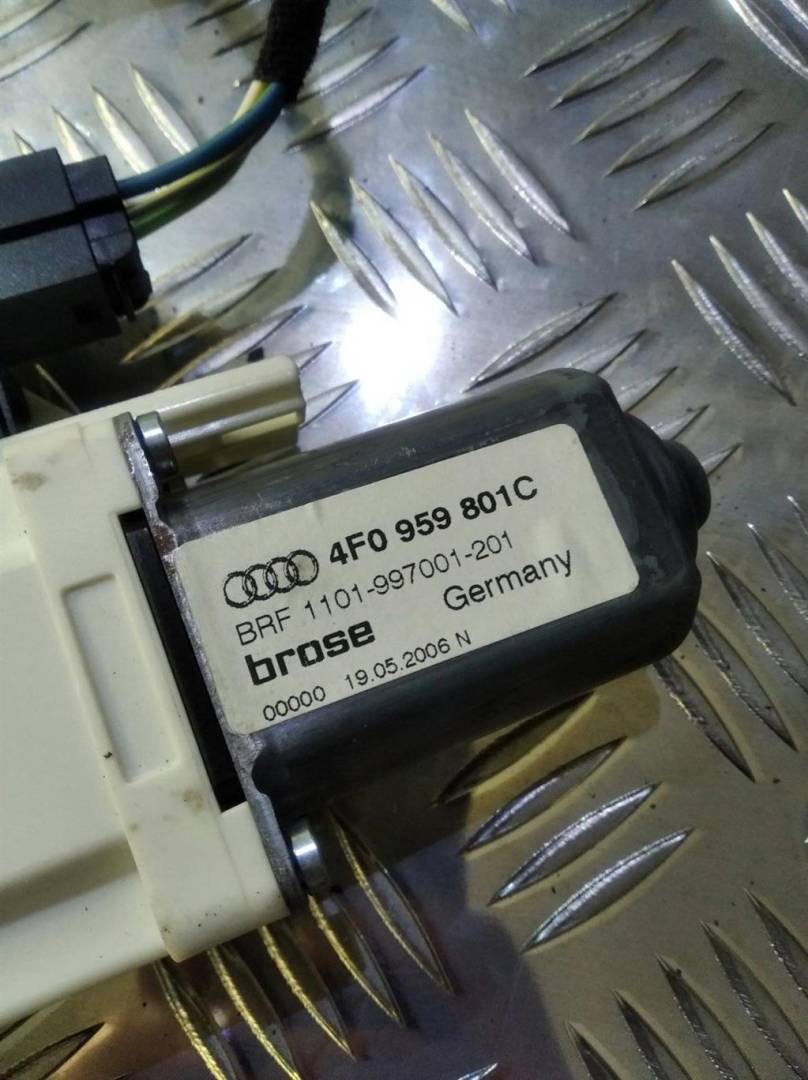 4F0 959 801C
BRF 1101-997001-201
brose Germany
00000 19.05.2006 N